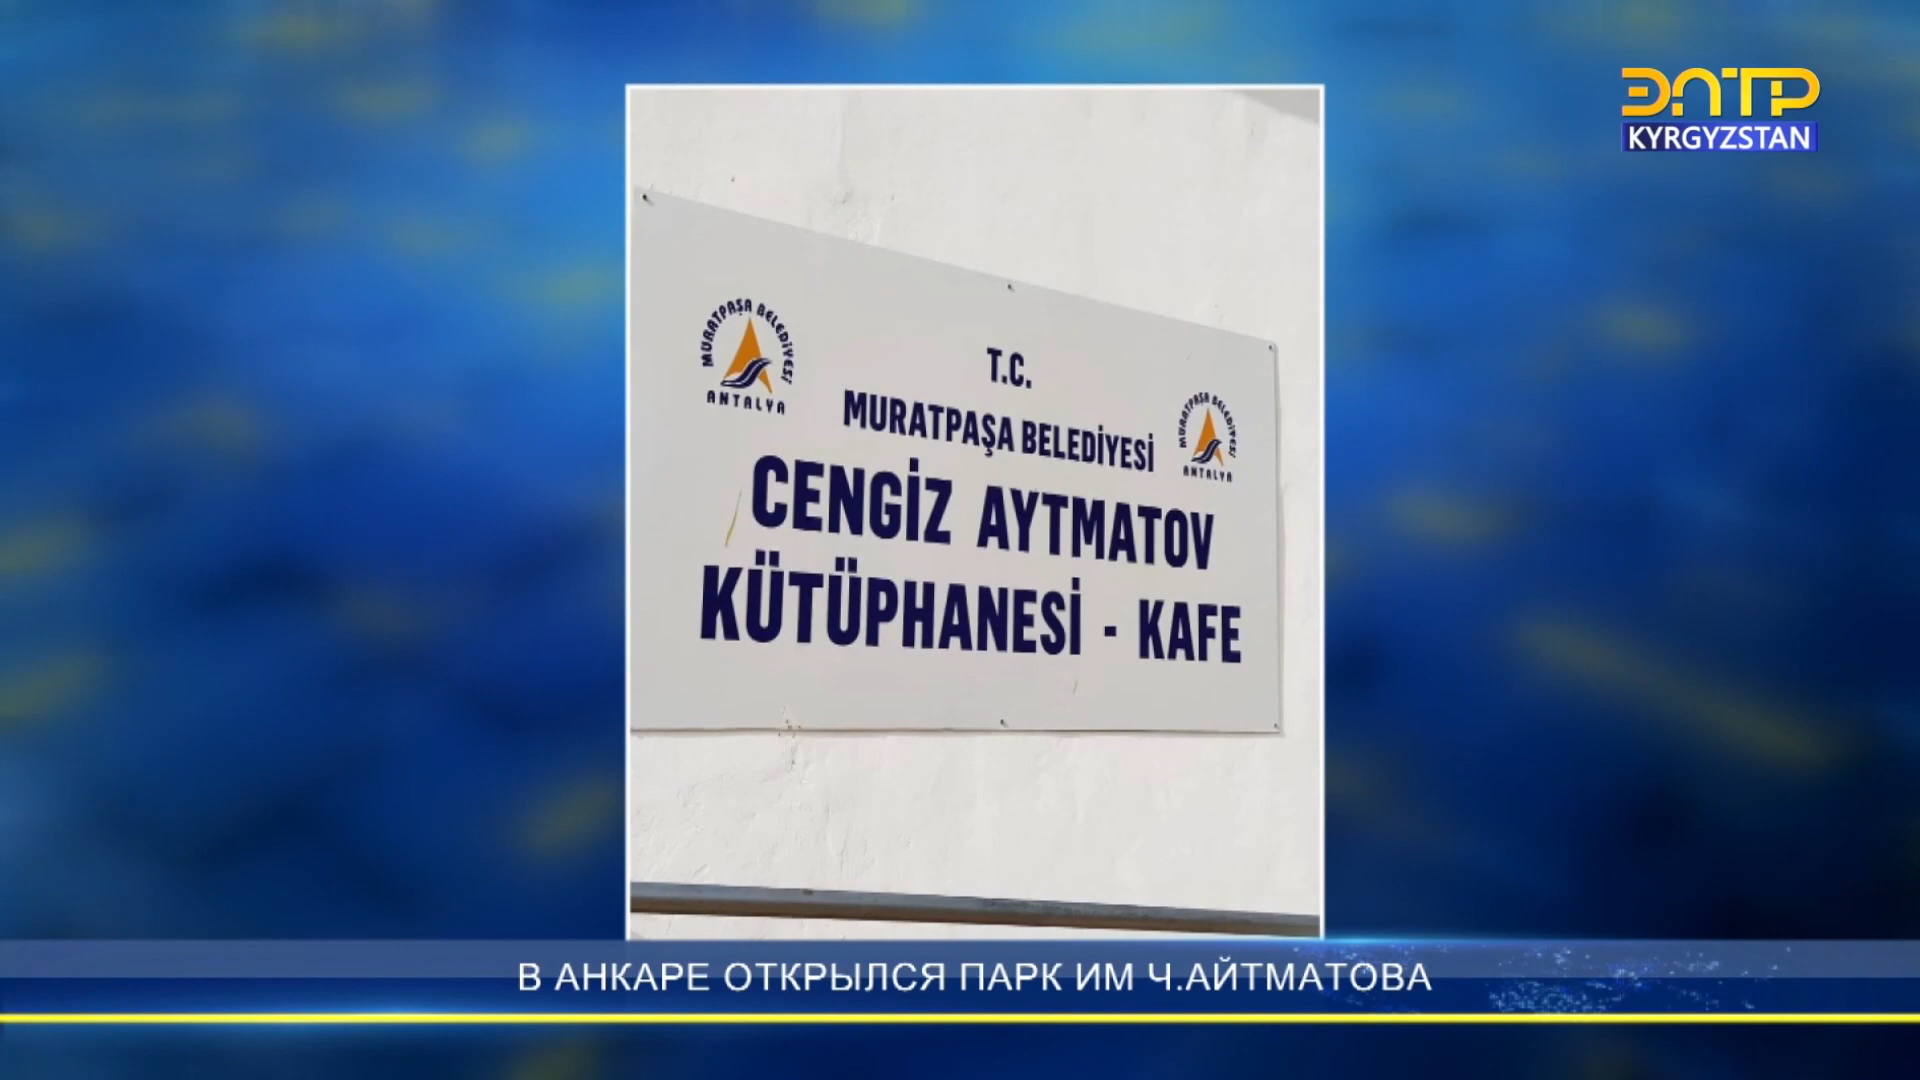 ЭЛТР
KYRGYZSTAN
MURATPAŞA BELEDİYESİ
ANTALYA
T.C.
MURATPAŞA BELEDİYESİ
MURATPAŞA BELEDİYESİ
ANTALYA
CENGİZ AYTMATOV
KÜTÜPHANESİ - KAFE
В АНКАРЕ ОТКРЫЛСЯ ПАРК ИМ Ч.АЙТМАТОВА